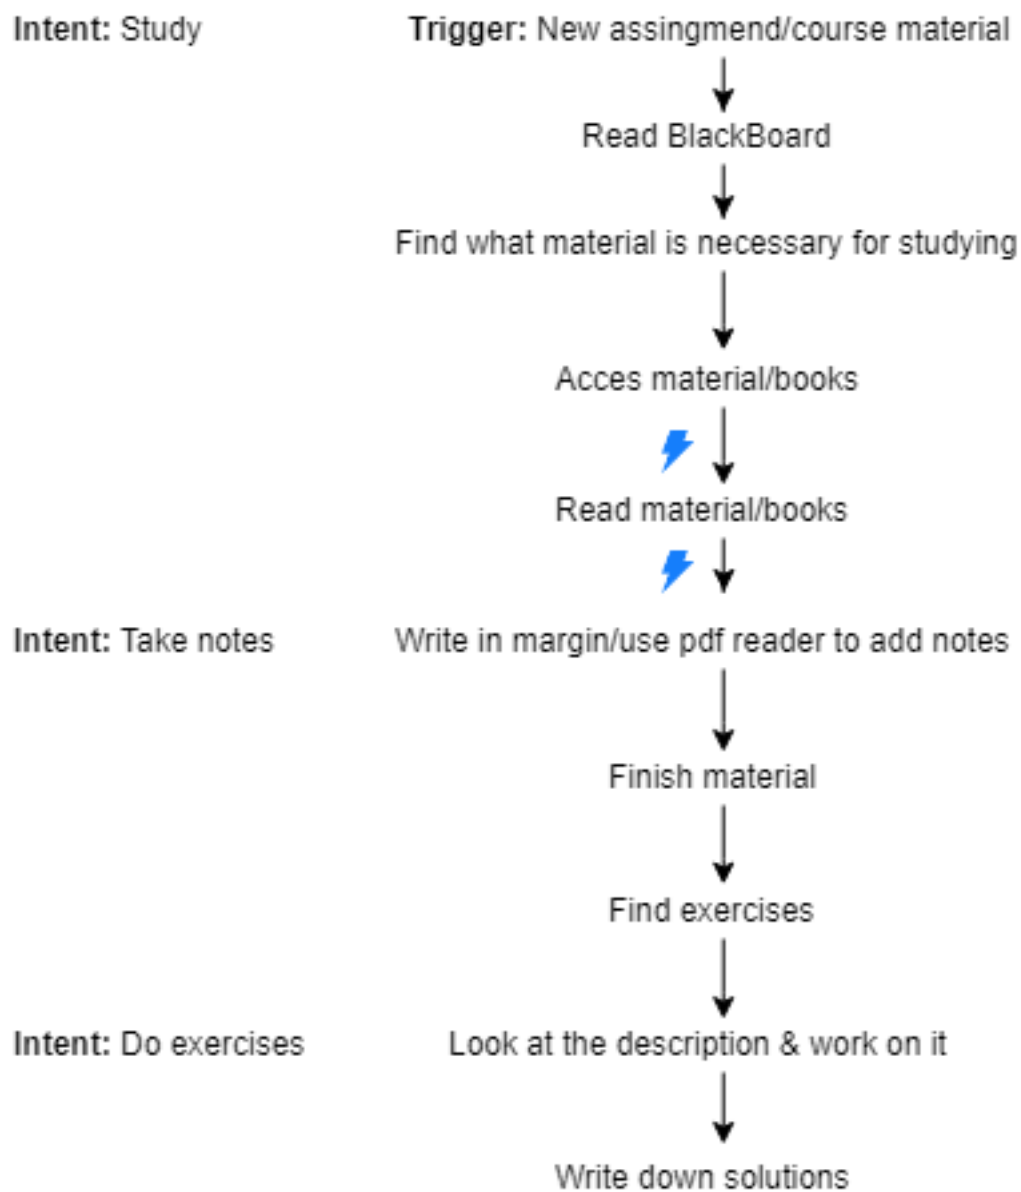 Intent: Study Trigger: New assingmend/course material
Read BlackBoard
Find what material is necessary for studying
Acces material/books
Read material/books
Intent: Take notes Write in margin/use pdf reader to add notes
Finish material
Find exercises
Intent: Do exercises Look at the description & work on it
Write down solutions